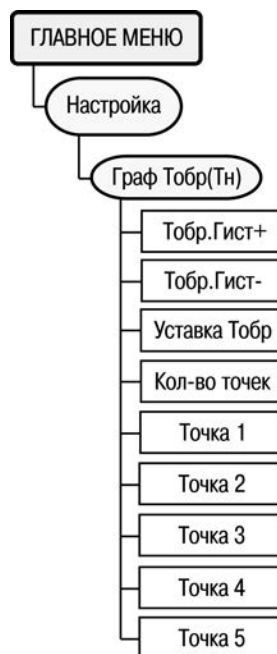 ГЛАВНОЕ МЕНЮ
Настройка
Граф Тобр(Тн)
Тобр.Гист+
Тобр.Гист-
Уставка Тобр
Кол-во точек
Точка 1
Точка 2
Точка 3
Точка 4
Точка 5